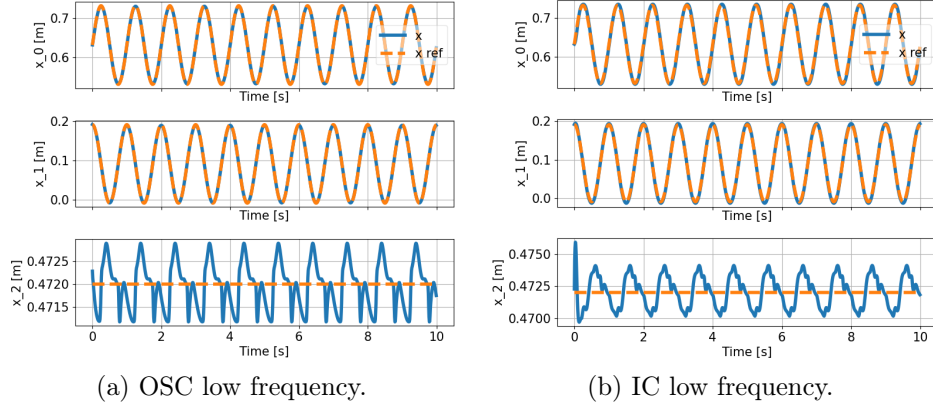 x_0 [m]
0.7
0.6
x
x ref
Time [s]
x_1 [m]
0.2
0.1
0.0
Time [s]
x_2 [m]
0.4725
0.4720
0.4715
0 2 4 6 8 10
Time [s]
(a) OSC low frequency.
x_0 [m]
0.7
0.6
x
x ref
Time [s]
x_1 [m]
0.2
0.1
0.0
Time [s]
x_2 [m]
0.4750
0.4725
0.4700
0 2 4 6 8 10
Time [s]
(b) IC low frequency.